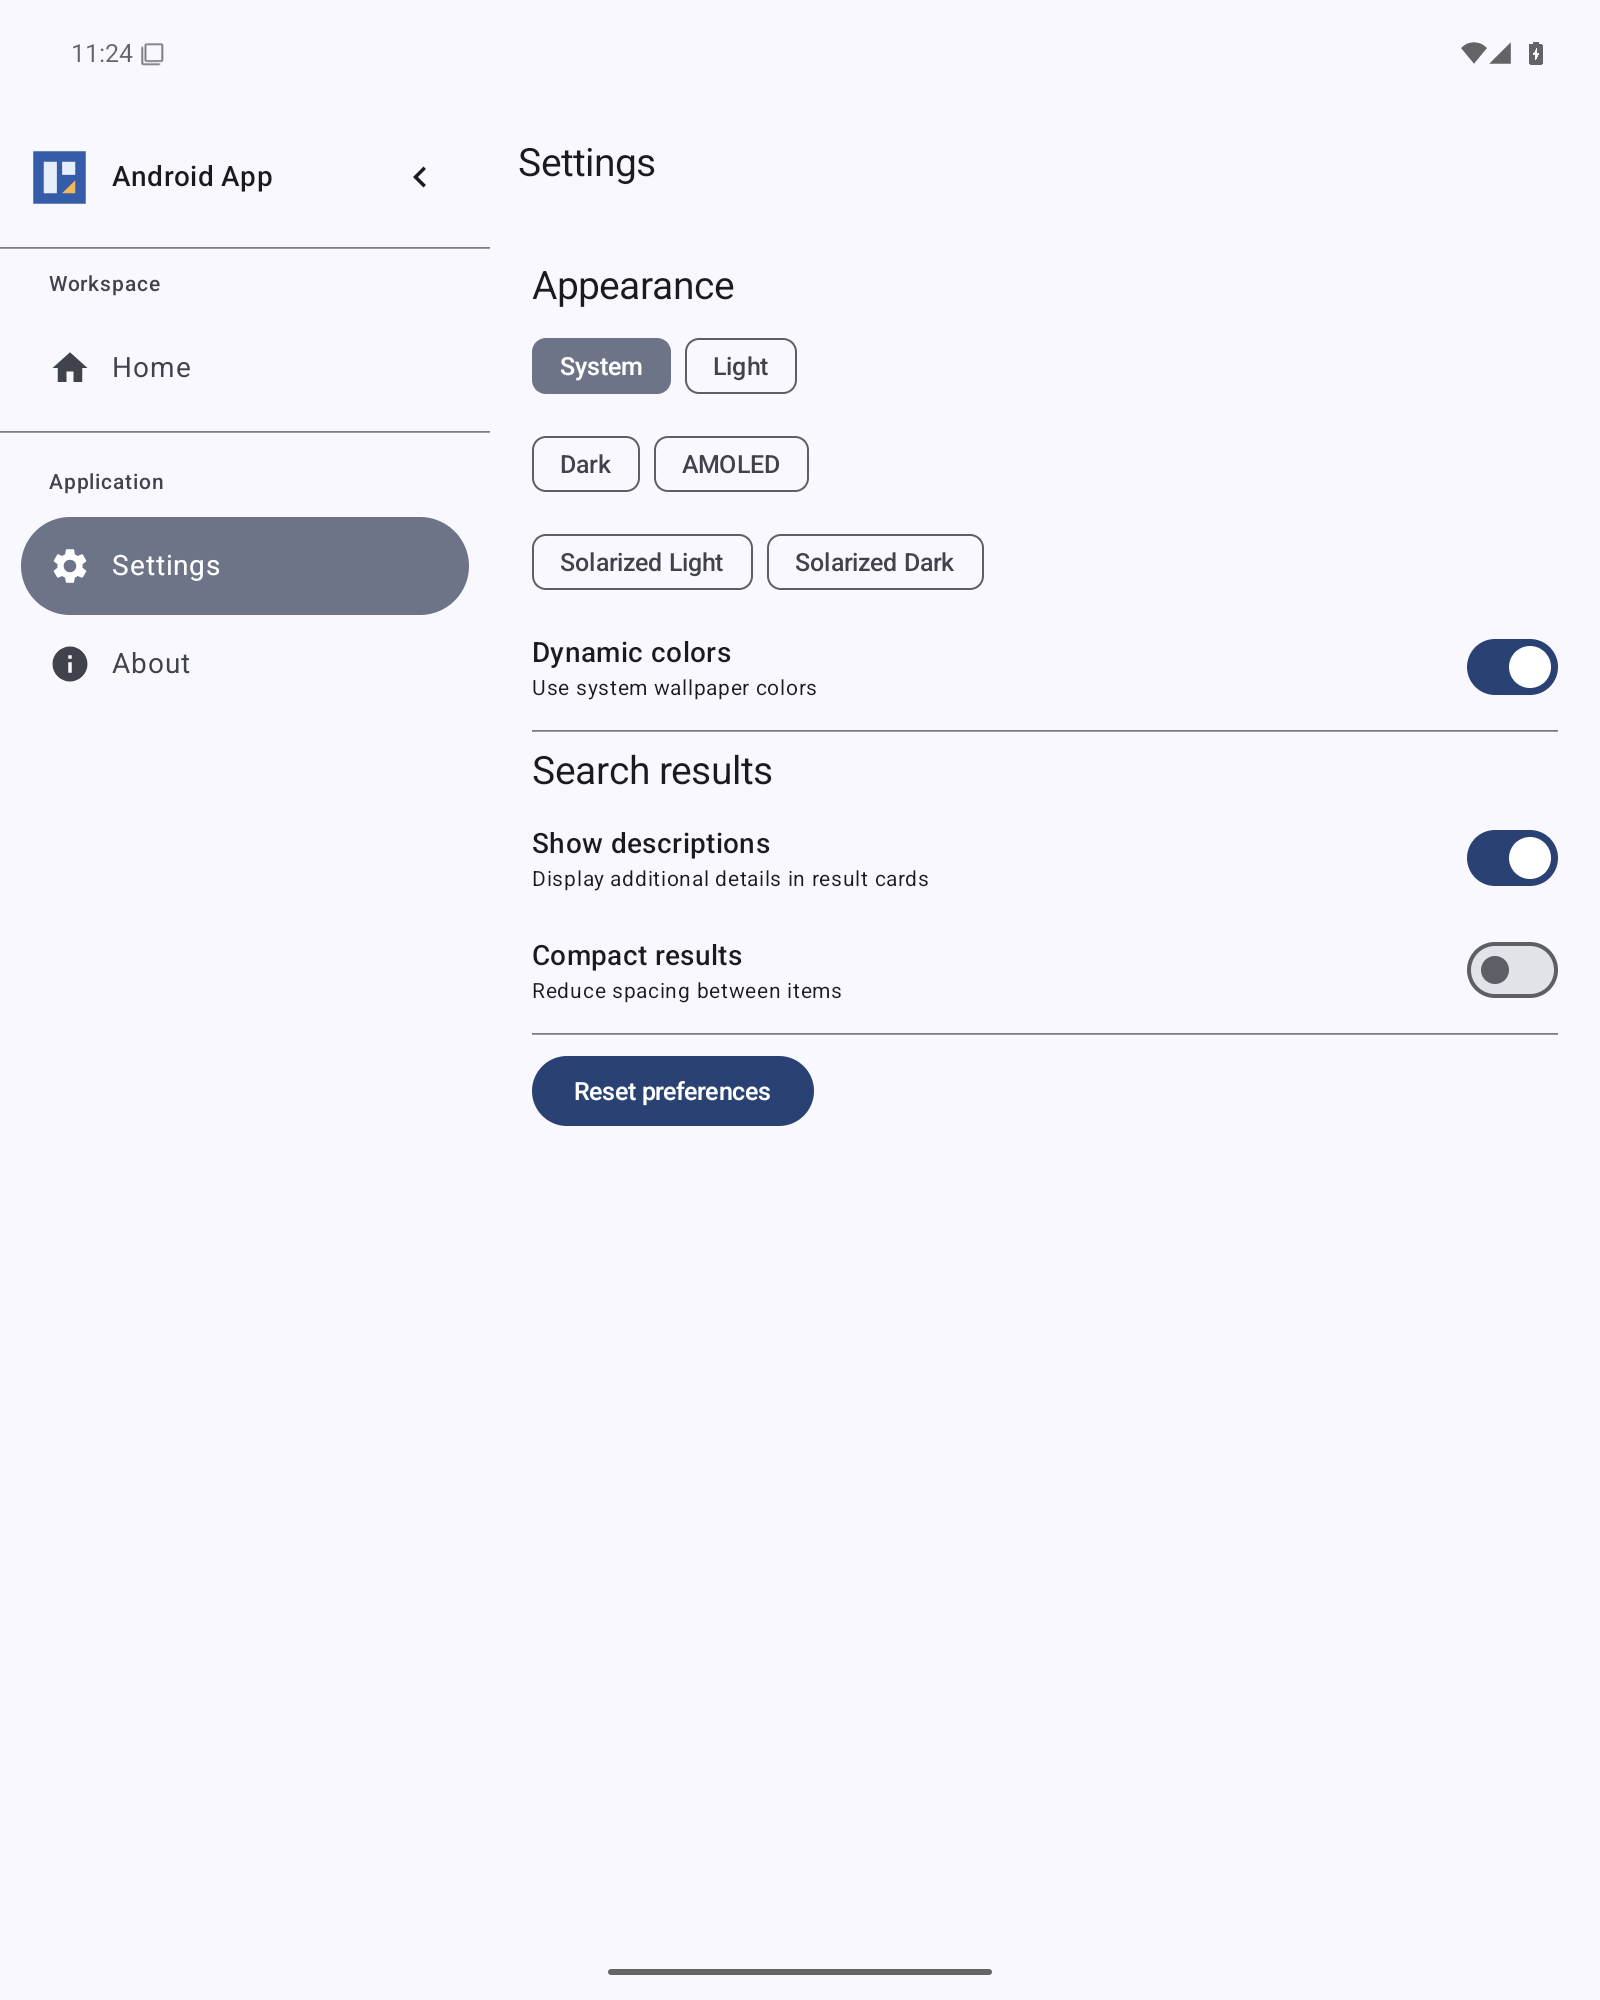 11:24
Android App
Workspace
Home
Application
Settings
About
Settings
Appearance
System
Light
Dark
AMOLED
Solarized Light
Solarized Dark
Dynamic colors
Use system wallpaper colors
Search results
Show descriptions
Display additional details in result cards
Compact results
Reduce spacing between items
Reset preferences